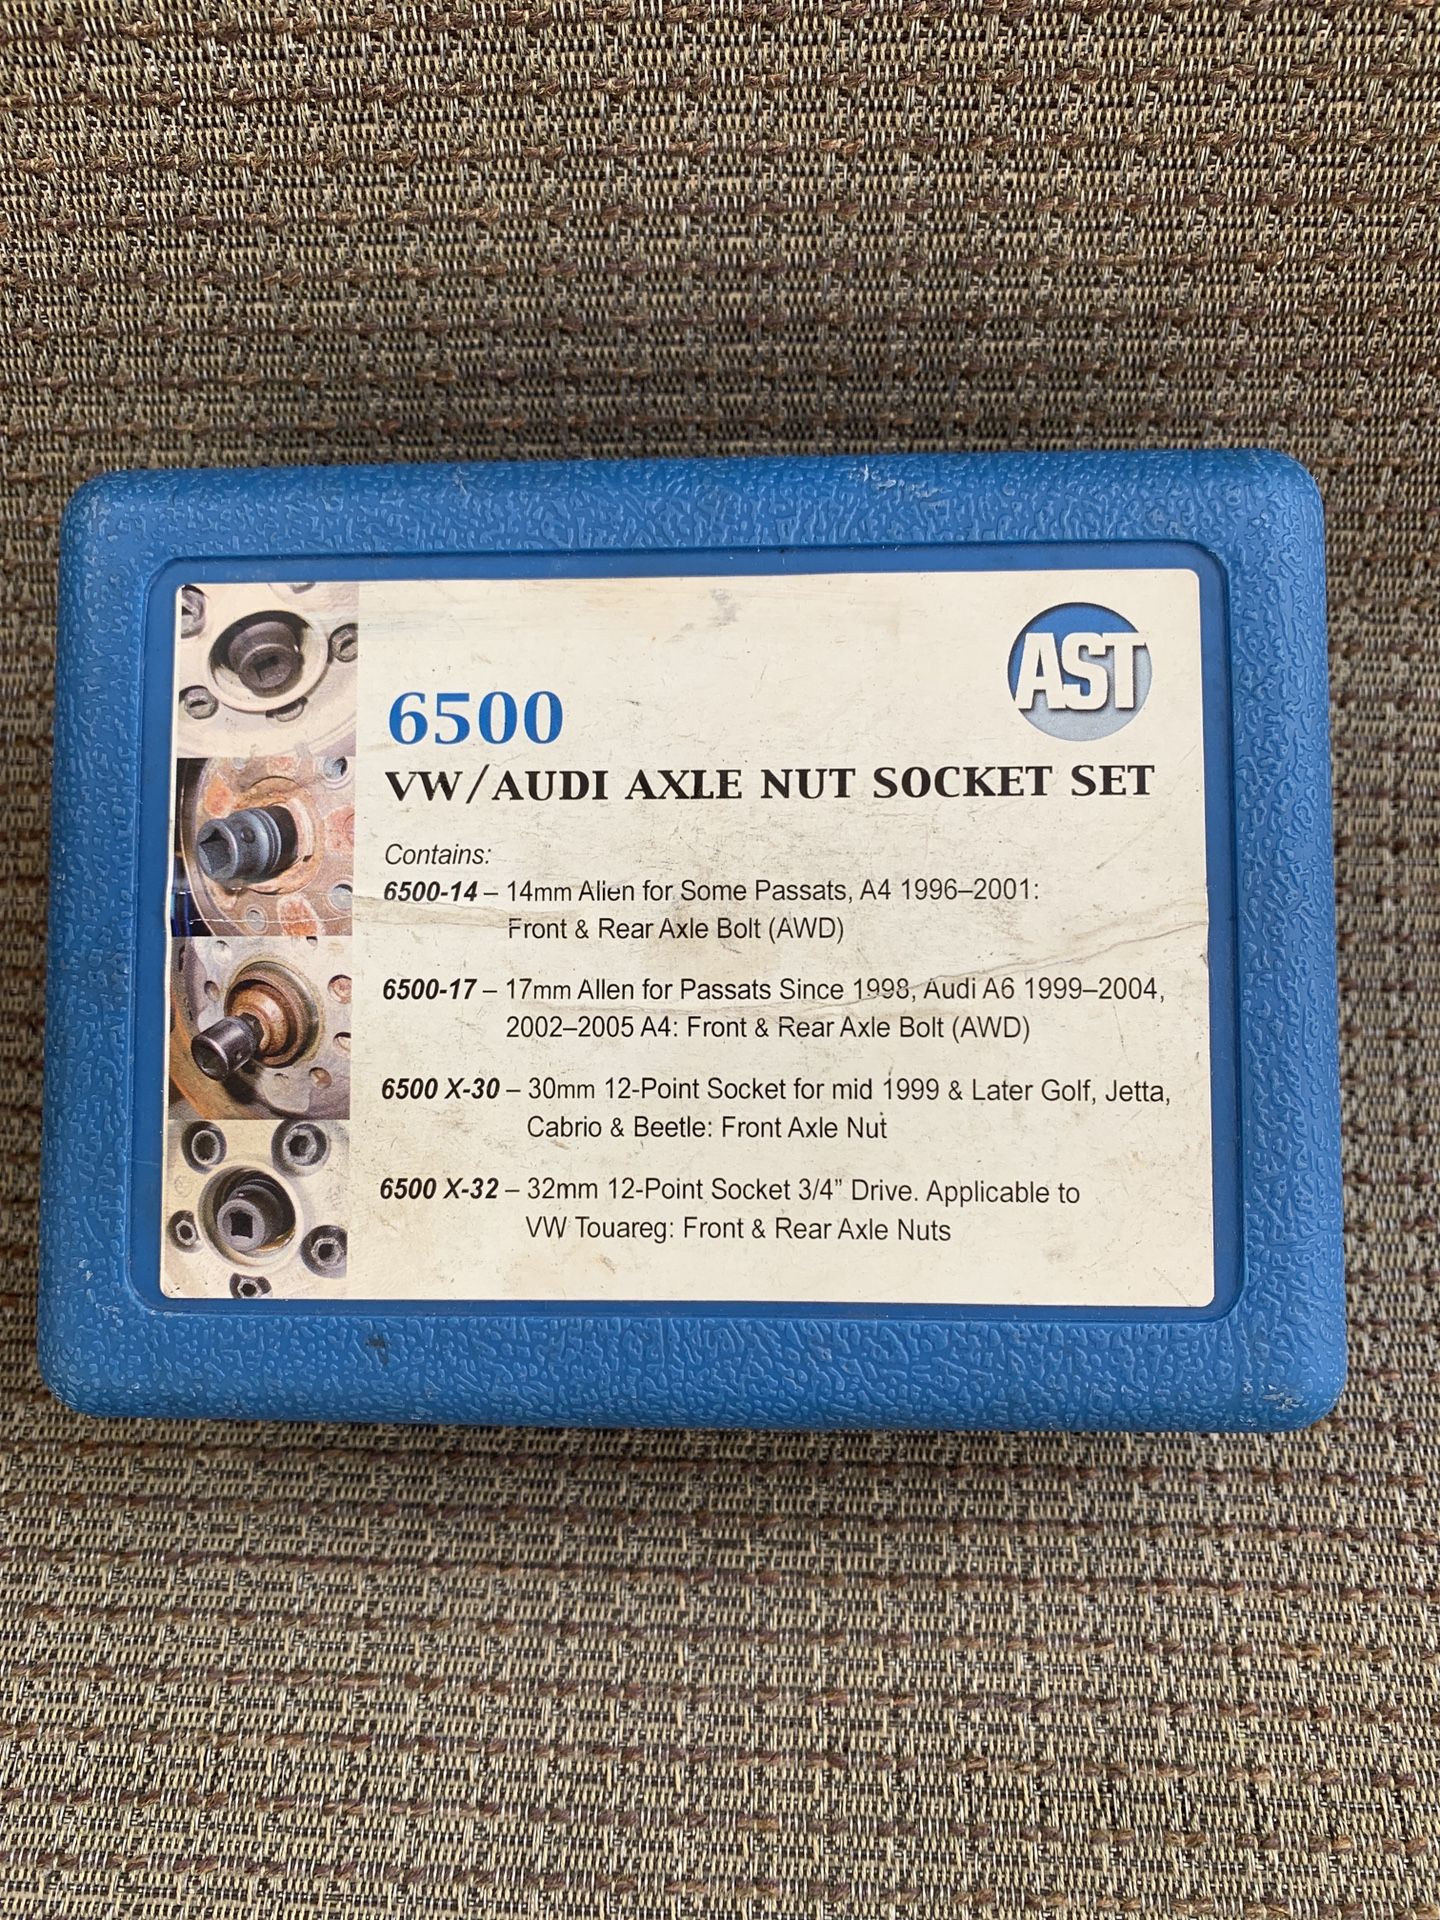 AST
6500
VW/AUDI AXLE NUT SOCKET SET
Contains:
6500-14 – 14mm Allen for Some Passats, A4 1996–2001:
Front & Rear Axle Bolt (AWD)
6500-17 – 17mm Allen for Passats Since 1998, Audi A6 1999–2004,
2002–2005 A4: Front & Rear Axle Bolt (AWD)
6500 X-30 – 30mm 12-Point Socket for mid 1999 & Later Golf, Jetta,
Cabrio & Beetle: Front Axle Nut
6500 X-32 – 32mm 12-Point Socket 3/4” Drive. Applicable to
VW Touareg: Front & Rear Axle Nuts